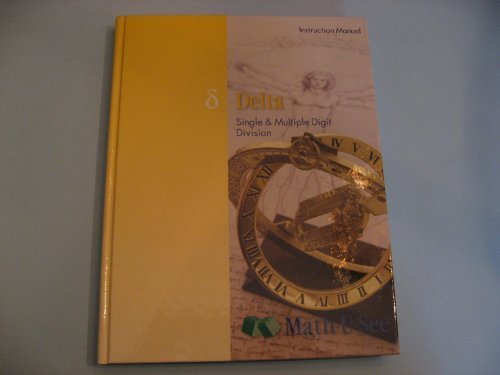 Instruction Manual
δ Delta
Single & Multiple Digit
Division
Math·U·See